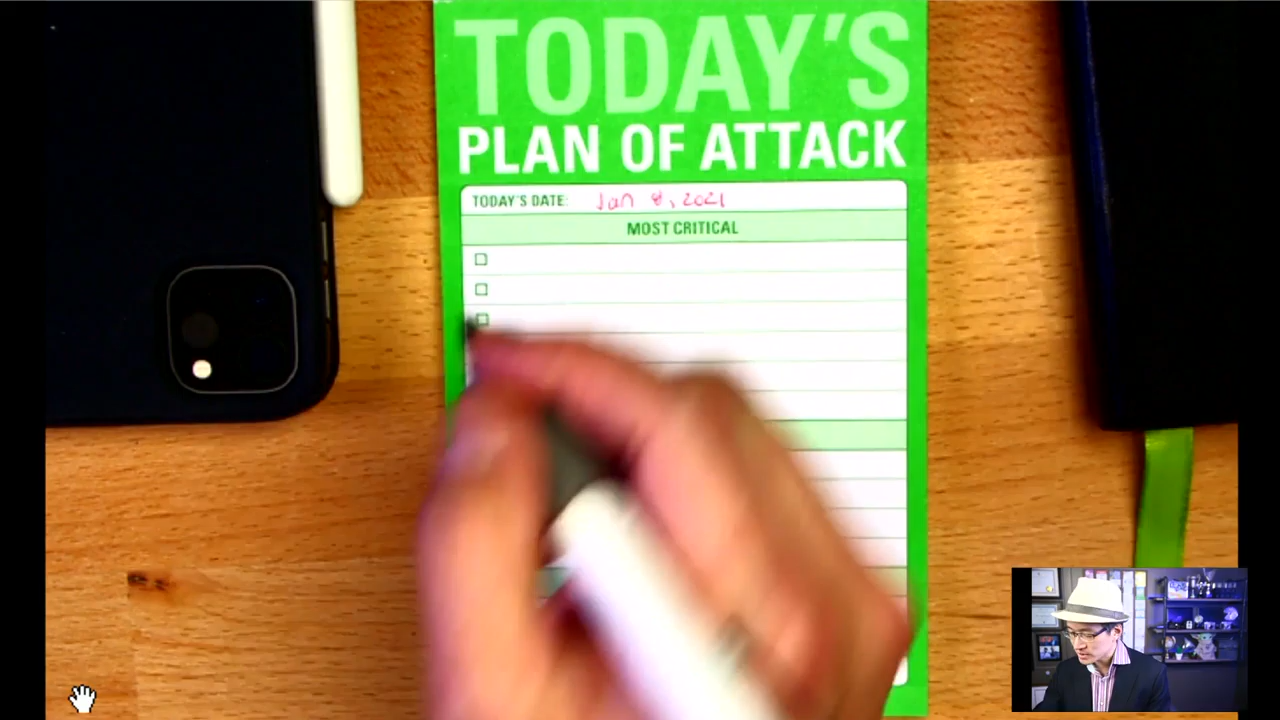 TODAY'S
PLAN OF ATTACK
TODAY'S DATE: Jan 8, 2021
MOST CRITICAL